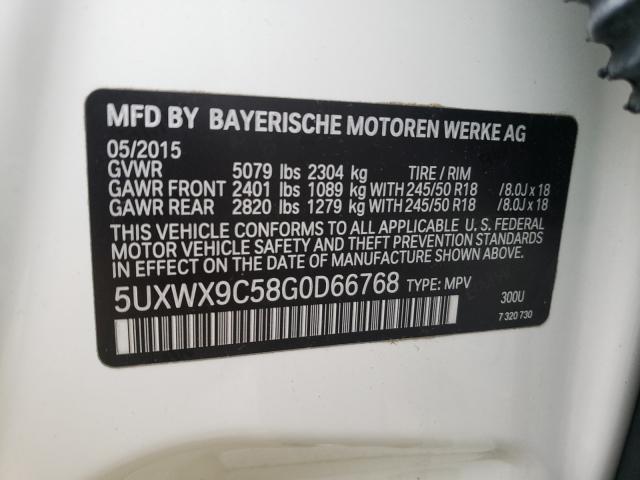 MFD BY BAYERISCHE MOTOREN WERKE AG
05/2015
GVWR 5079 lbs 2304 kg TIRE / RIM
GAWR FRONT 2401 lbs 1089 kg WITH 245/50 R18 /8.0J x 18
GAWR REAR 2820 lbs 1279 kg WITH 245/50 R18 /8.0J x 18
THIS VEHICLE CONFORMS TO ALL APPLICABLE U. S. FEDERAL
MOTOR VEHICLE SAFETY AND THEFT PREVENTION STANDARDS
IN EFFECT ON THE DATE OF MANUFACTURE SHOWN ABOVE.
5UXWX9C58G0D66768 TYPE: MPV
300U
7 320 730